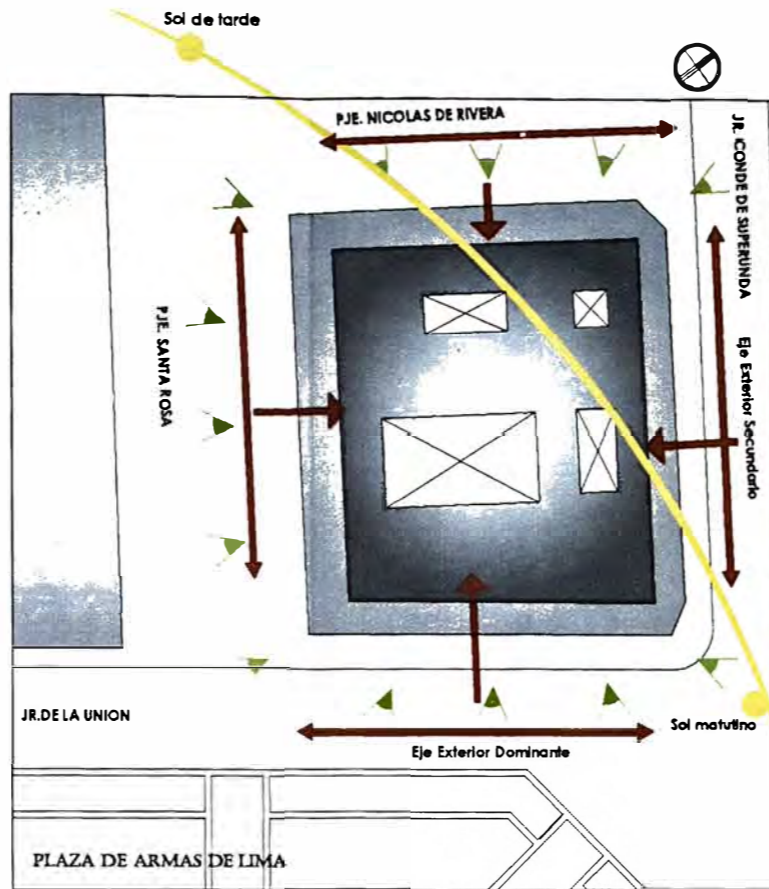 Sol de tarde
PJE. NICOLAS DE RIVERA
JR. CONDE DE SUPERUNDA
PJE. SANTA ROSA
Eje Exterior Secundario
JR.DE LA UNION
Sol matutino
Eje Exterior Dominante
PLAZA DE ARMAS DE LIMA